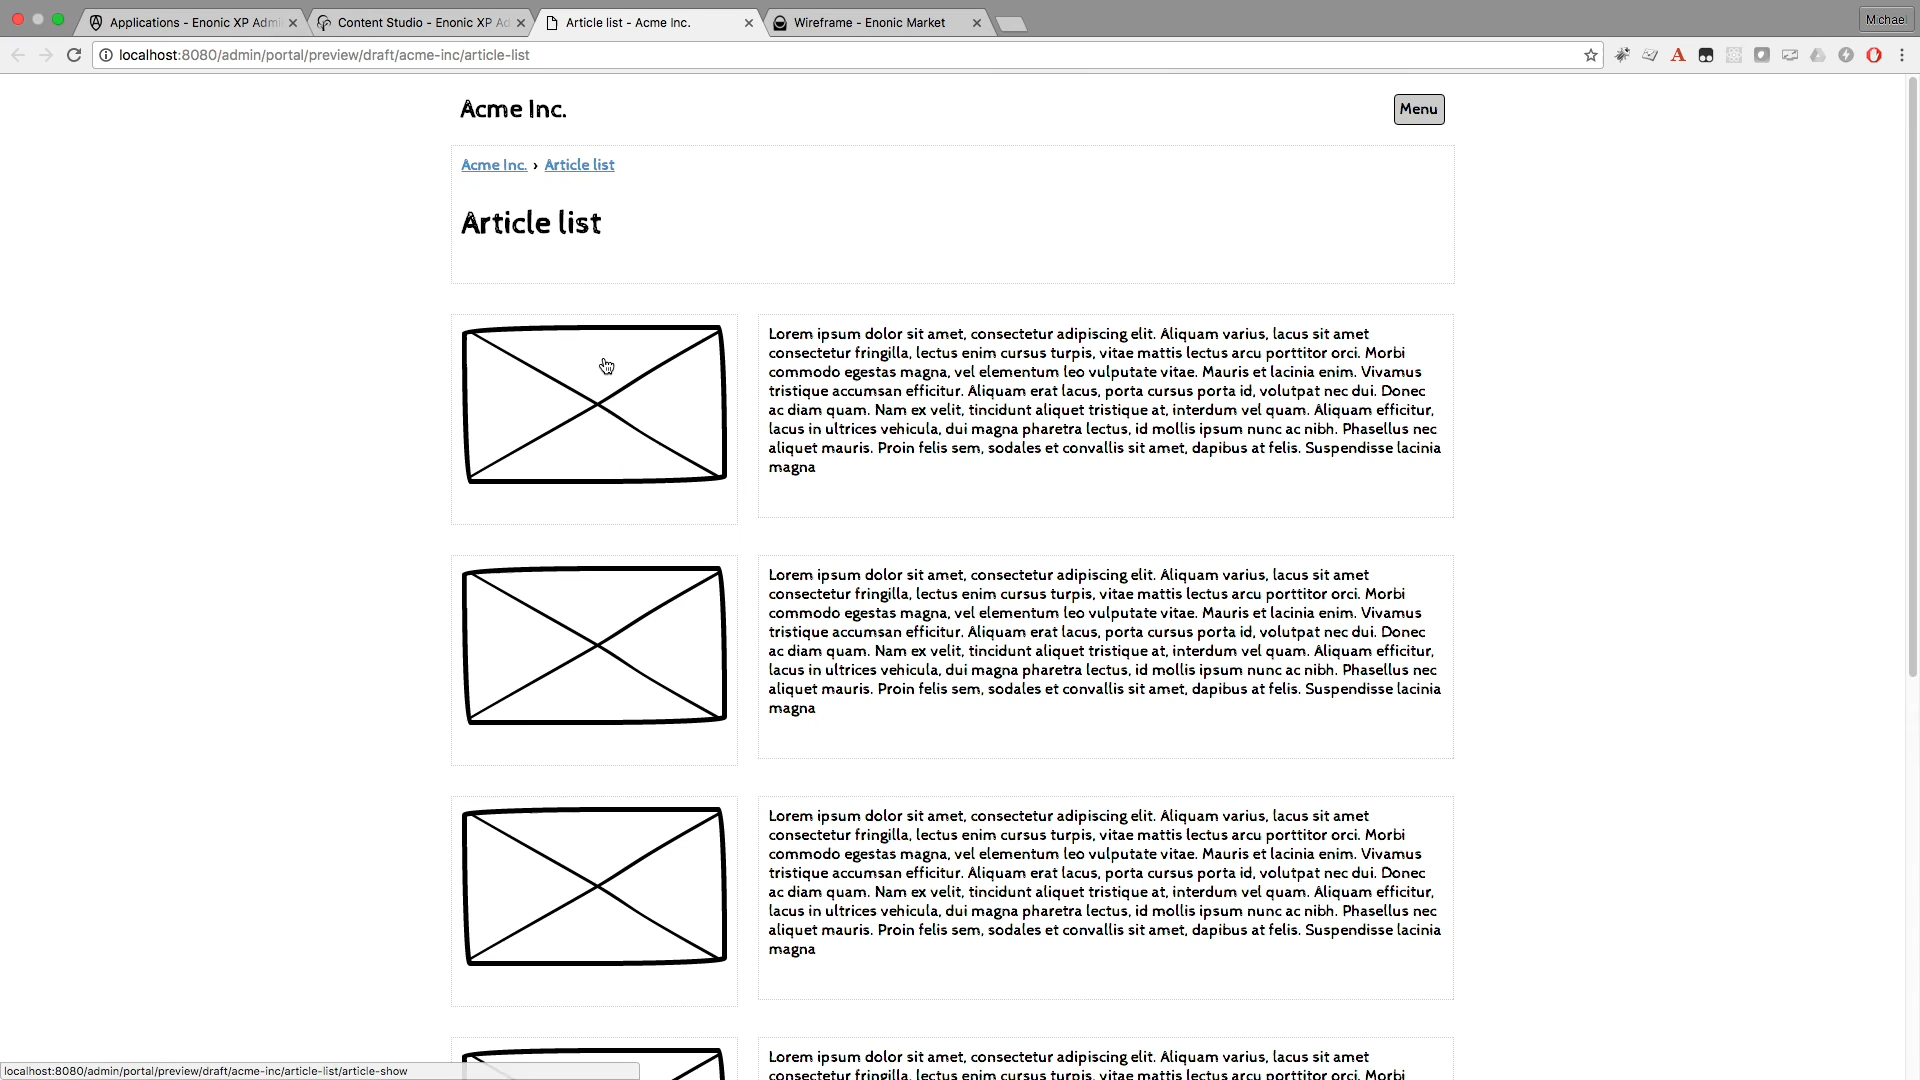 Applications - Enonic XP Admi
Content Studio - Enonic XP Ad
Article list - Acme Inc.
Wireframe - Enonic Market
Michael
localhost:8080/admin/portal/preview/draft/acme-inc/article-list
Acme Inc.
Menu
Acme Inc. › Article list
Article list
Lorem ipsum dolor sit amet, consectetur adipiscing elit. Aliquam varius, lacus sit amet
consectetur fringilla, lectus enim cursus turpis, vitae mattis lectus arcu porttitor orci. Morbi
commodo egestas magna, vel elementum leo vulputate vitae. Mauris et lacinia enim. Vivamus
tristique accumsan efficitur. Aliquam erat lacus, porta cursus porta id, volutpat nec dui. Donec
ac diam quam. Nam ex velit, tincidunt aliquet tristique at, interdum vel quam. Aliquam efficitur,
lacus in ultrices vehicula, dui magna pharetra lectus, id mollis ipsum nunc ac nibh. Phasellus nec
aliquet mauris. Proin felis sem, sodales et convallis sit amet, dapibus at felis. Suspendisse lacinia
magna
Lorem ipsum dolor sit amet, consectetur adipiscing elit. Aliquam varius, lacus sit amet
consectetur fringilla, lectus enim cursus turpis, vitae mattis lectus arcu porttitor orci. Morbi
commodo egestas magna, vel elementum leo vulputate vitae. Mauris et lacinia enim. Vivamus
tristique accumsan efficitur. Aliquam erat lacus, porta cursus porta id, volutpat nec dui. Donec
ac diam quam. Nam ex velit, tincidunt aliquet tristique at, interdum vel quam. Aliquam efficitur,
lacus in ultrices vehicula, dui magna pharetra lectus, id mollis ipsum nunc ac nibh. Phasellus nec
aliquet mauris. Proin felis sem, sodales et convallis sit amet, dapibus at felis. Suspendisse lacinia
magna
Lorem ipsum dolor sit amet, consectetur adipiscing elit. Aliquam varius, lacus sit amet
consectetur fringilla, lectus enim cursus turpis, vitae mattis lectus arcu porttitor orci. Morbi
commodo egestas magna, vel elementum leo vulputate vitae. Mauris et lacinia enim. Vivamus
tristique accumsan efficitur. Aliquam erat lacus, porta cursus porta id, volutpat nec dui. Donec
ac diam quam. Nam ex velit, tincidunt aliquet tristique at, interdum vel quam. Aliquam efficitur,
lacus in ultrices vehicula, dui magna pharetra lectus, id mollis ipsum nunc ac nibh. Phasellus nec
aliquet mauris. Proin felis sem, sodales et convallis sit amet, dapibus at felis. Suspendisse lacinia
magna
Lorem ipsum dolor sit amet, consectetur adipiscing elit. Aliquam varius, lacus sit amet
consectetur fringilla, lectus enim cursus turpis, vitae mattis lectus arcu porttitor orci. Morbi
localhost:8080/admin/portal/preview/draft/acme-inc/article-list/article-show